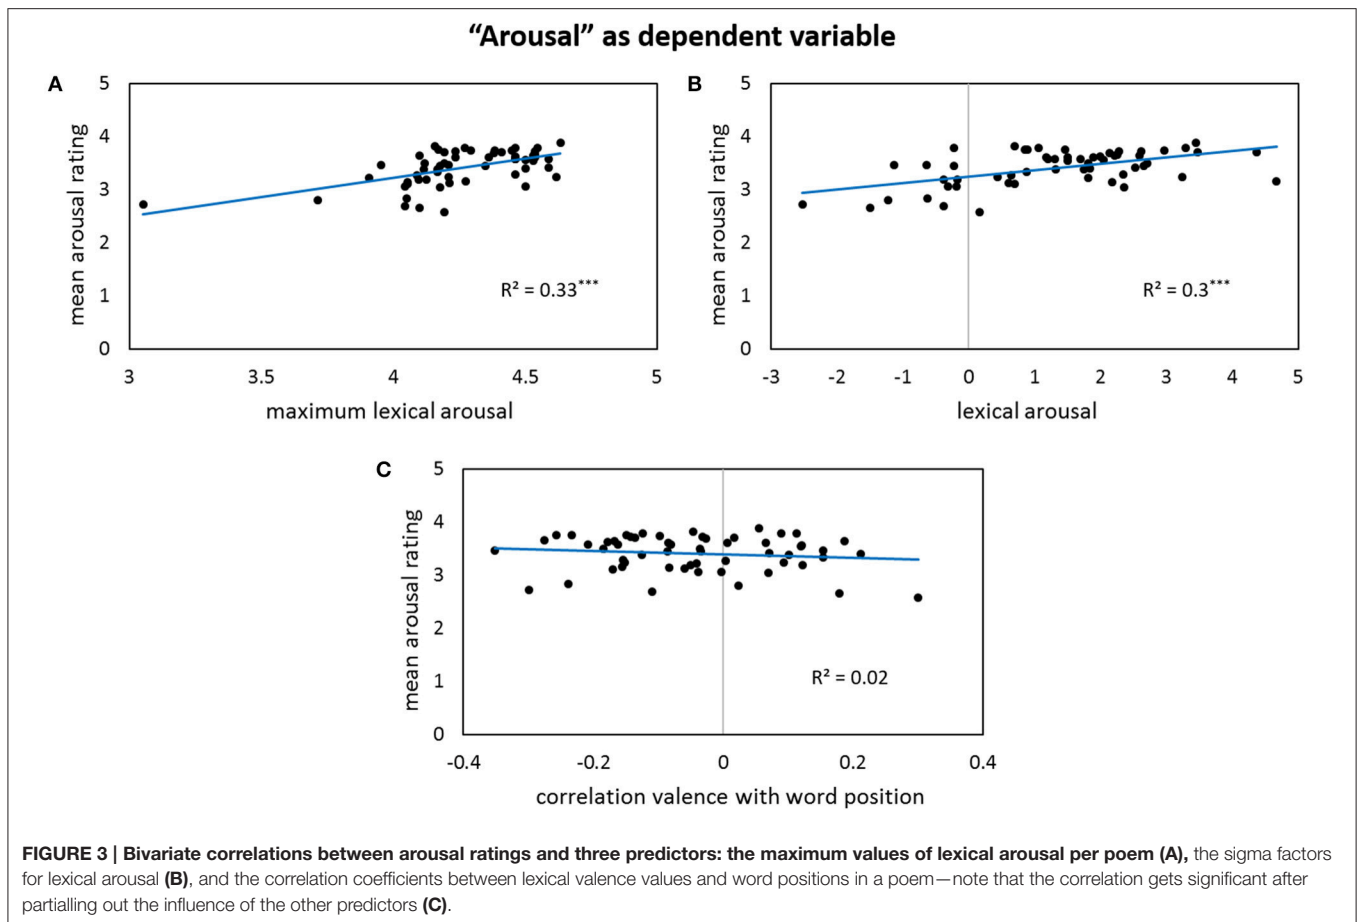 “Arousal” as dependent variable
A
mean arousal rating
5
4
3
2
1
0
R² = 0.33***
3 3.5 4 4.5 5
maximum lexical arousal
B
mean arousal rating
5
4
3
2
1
0
R² = 0.3***
-3 -2 -1 0 1 2 3 4 5
lexical arousal
C
mean arousal rating
5
4
3
2
1
0
R² = 0.02
-0.4 -0.2 0 0.2 0.4
correlation valence with word position
FIGURE 3 | Bivariate correlations between arousal ratings and three predictors: the maximum values of lexical arousal per poem (A), the sigma factors
for lexical arousal (B), and the correlation coefficients between lexical valence values and word positions in a poem—note that the correlation gets significant after
partialling out the influence of the other predictors (C).